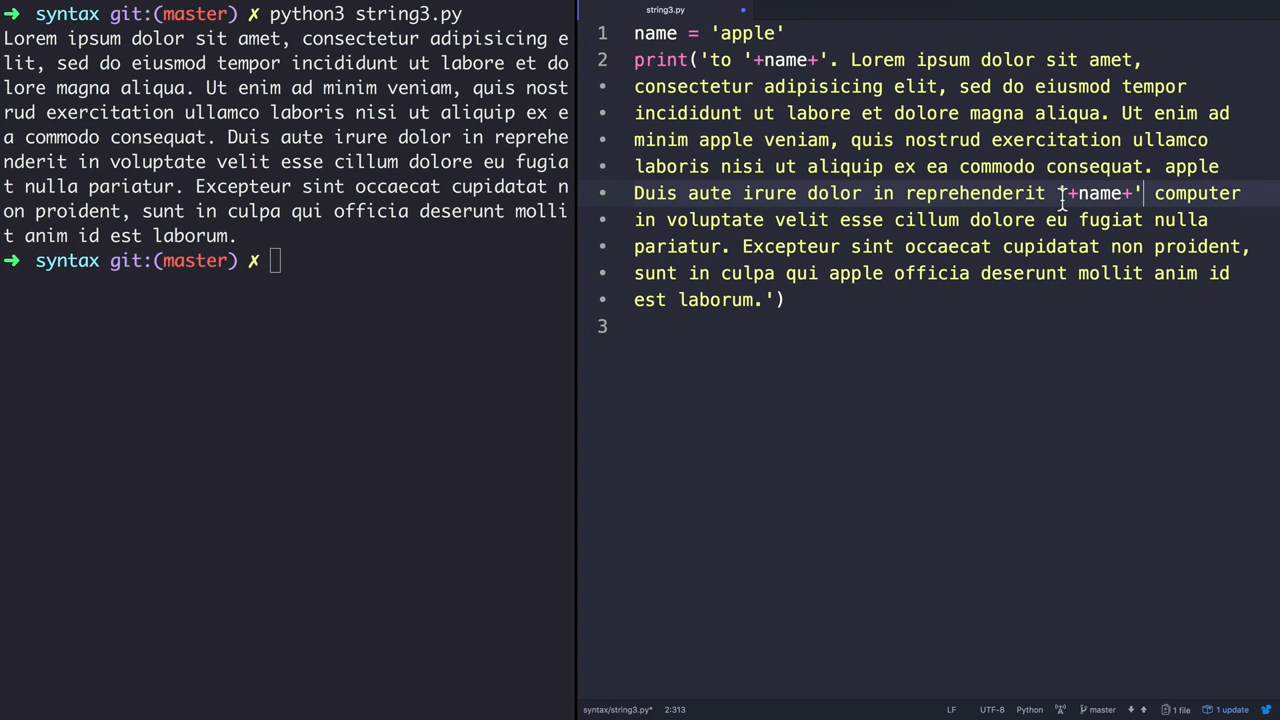 ➜ syntax git:(master) ✗ python3 string3.py
Lorem ipsum dolor sit amet, consectetur adipisicing e
lit, sed do eiusmod tempor incididunt ut labore et do
lore magna aliqua. Ut enim ad minim veniam, quis nost
rud exercitation ullamco laboris nisi ut aliquip ex e
a commodo consequat. Duis aute irure dolor in reprehe
nderit in voluptate velit esse cillum dolore eu fugia
t nulla pariatur. Excepteur sint occaecat cupidatat n
on proident, sunt in culpa qui officia deserunt molli
t anim id est laborum.
➜ syntax git:(master) ✗
string3.py
1 name = 'apple'
2 print('to '+name+'. Lorem ipsum dolor sit amet,
• consectetur adipisicing elit, sed do eiusmod tempor
• incididunt ut labore et dolore magna aliqua. Ut enim ad
• minim apple veniam, quis nostrud exercitation ullamco
• laboris nisi ut aliquip ex ea commodo consequat. apple
• Duis aute irure dolor in reprehenderit '+name+' computer
• in voluptate velit esse cillum dolore eu fugiat nulla
• pariatur. Excepteur sint occaecat cupidatat non proident,
• sunt in culpa qui apple officia deserunt mollit anim id
• est laborum.')
3
syntax/string3.py* 2:313 LF UTF-8 Python master 1 file 1 update